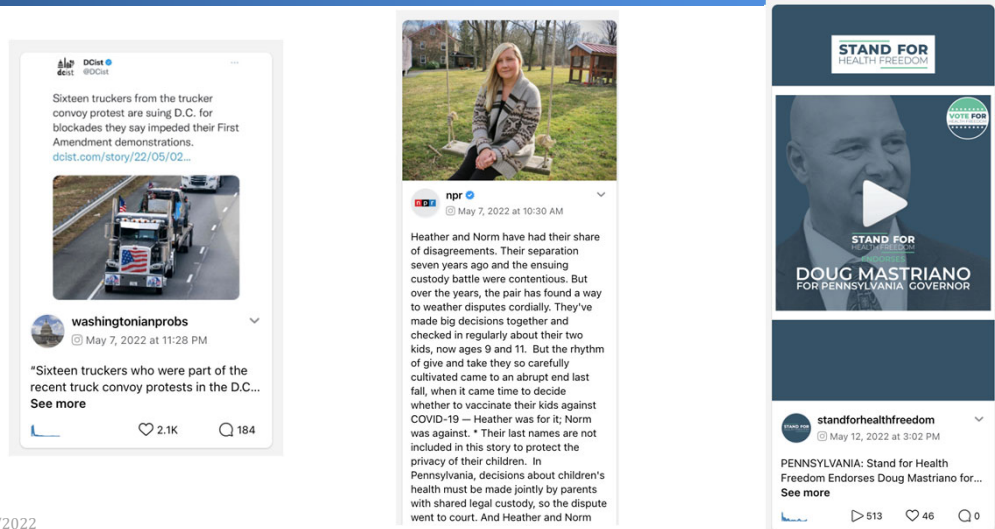 dcist
DCist
@DCist
...
Sixteen truckers from the trucker
convoy protest are suing D.C. for
blockades they say impeded their First
Amendment demonstrations.
dcist.com/story/22/05/02...
washingtonianprobs
May 7, 2022 at 11:28 PM
“Sixteen truckers who were part of the
recent truck convoy protests in the D.C...
See more
2.1K 184
npr
npr
May 7, 2022 at 10:30 AM
Heather and Norm have had their share
of disagreements. Their separation
seven years ago and the ensuing
custody battle were contentious. But
over the years, the pair has found a way
to weather disputes cordially. They've
made big decisions together and
checked in regularly about their two
kids, now ages 9 and 11. But the rhythm
of give and take they so carefully
cultivated came to an abrupt end last
fall, when it came time to decide
whether to vaccinate their kids against
COVID-19 — Heather was for it; Norm
was against. * Their last names are not
included in this story to protect the
privacy of their children. In
Pennsylvania, decisions about children's
health must be made jointly by parents
with shared legal custody, so the dispute
went to court. And Heather and Norm
STAND FOR
HEALTH FREEDOM
VOTE FOR
HEALTH FREEDOM
STAND FOR
HEALTH FREEDOM
ENDORSES
DOUG MASTRIANO
FOR PENNSYLVANIA GOVERNOR
STAND FOR
standforhealthfreedom
May 12, 2022 at 3:02 PM
PENNSYLVANIA: Stand for Health
Freedom Endorses Doug Mastriano for...
See more
513 46 0
/2022